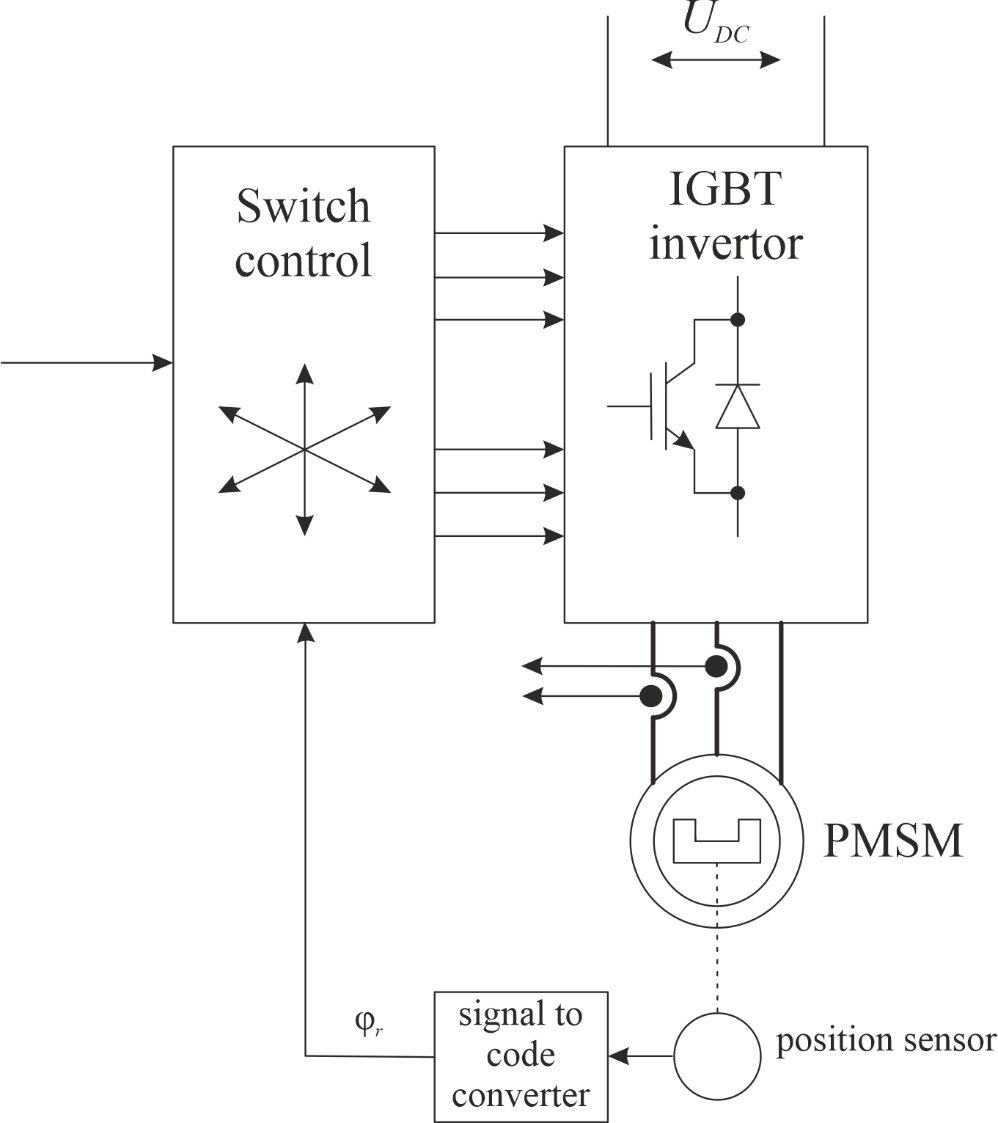 U_DC
Switch
control
IGBT
invertor
PMSM
φ_r
signal to
code
converter
position sensor